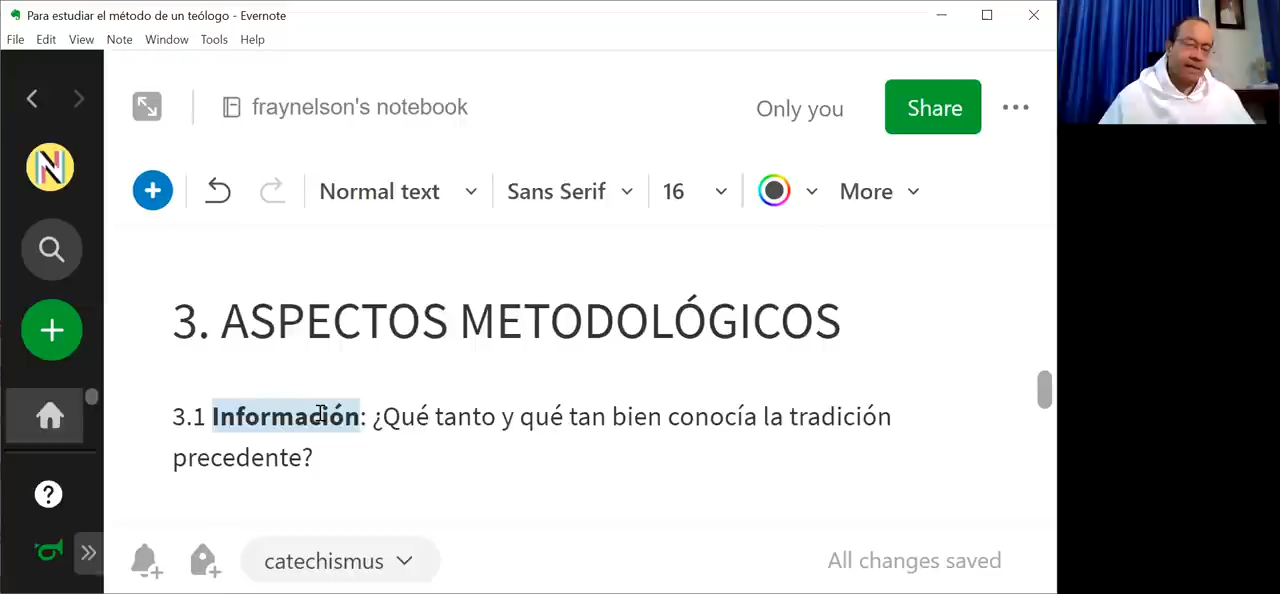 Para estudiar el método de un teólogo - Evernote
File Edit View Note Window Tools Help
fraynelson's notebook
Only you
Share
Normal text
Sans Serif
16
More
3. ASPECTOS METODOLÓGICOS
3.1 Información: ¿Qué tanto y qué tan bien conocía la tradición
precedente?
catechismus
All changes saved